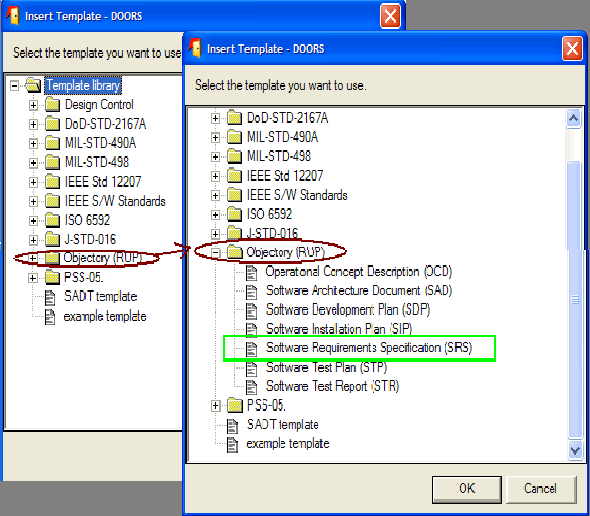 Insert Template - DOORS
Select the template you want to use
Template library
Design Control
DoD-STD-2167A
MIL-STD-490A
MIL-STD-498
IEEE Std 12207
IEEE S/W Standards
ISO 6592
J-STD-016
Objectory (RUP)
PSS-05.
SADT template
example template
Insert Template - DOORS
Select the template you want to use.
DoD-STD-2167A
MIL-STD-490A
MIL-STD-498
IEEE Std 12207
IEEE S/W Standards
ISO 6592
J-STD-016
Objectory (RUP)
Operational Concept Description (OCD)
Software Architecture Document (SAD)
Software Development Plan (SDP)
Software Installation Plan (SIP)
Software Requirements Specification (SRS)
Software Test Plan (STP)
Software Test Report (STR)
PSS-05.
SADT template
example template
OK
Cancel